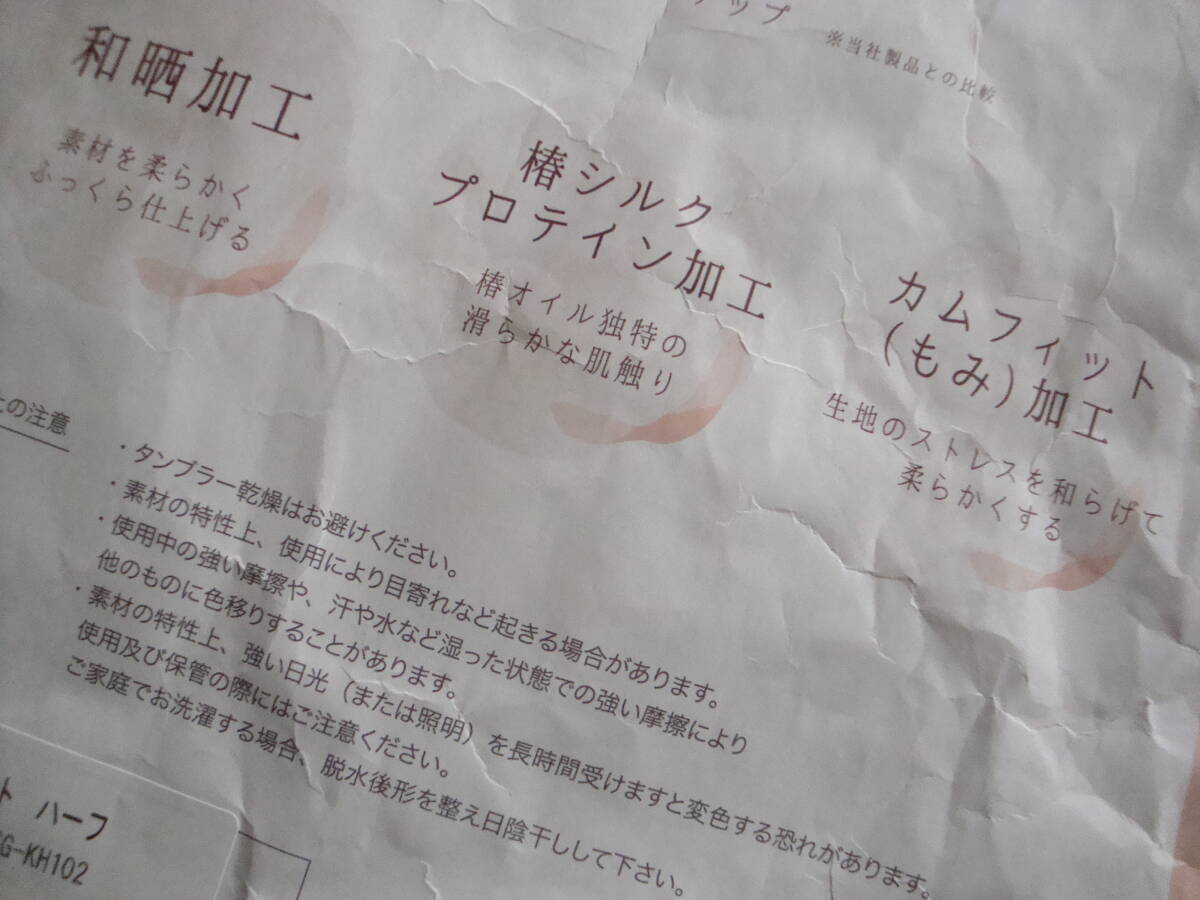 ップ
※当社製品との比較
和晒加工
素材を柔らかく
ふっくら仕上げる
椿シルク
プロテイン加工
椿オイル独特の
滑らかな肌触り
カムフィット
(もみ)加工
生地のストレスを和らげて
柔らかくする
の注意
・タンブラー乾燥はお避けください。
・素材の特性上、使用により目寄れなど起きる場合があります。
・使用中の強い摩擦や、汗や水など湿った状態での強い摩擦により
他のものに色移りすることがあります。
・素材の特性上、強い日光（または照明）を長時間受けますと変色する恐れがあります。
使用及び保管の際にはご注意ください。
ご家庭でお洗濯する場合、脱水後形を整え日陰干しして下さい。
ト ハーフ
G-KH102